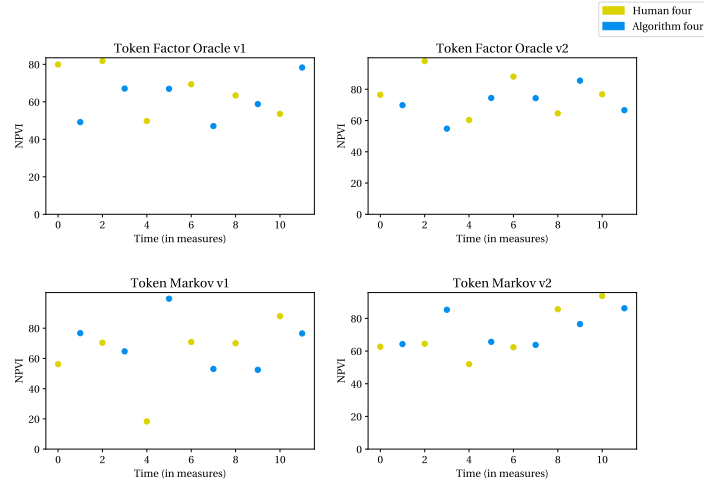 Human four
Algorithm four
Token Factor Oracle v1
NPVI
80
60
40
20
0
0 2 4 6 8 10
Time (in measures)
Token Factor Oracle v2
NPVI
80
60
40
20
0
0 2 4 6 8 10
Time (in measures)
Token Markov v1
NPVI
80
60
40
20
0
0 2 4 6 8 10
Time (in measures)
Token Markov v2
NPVI
80
60
40
20
0
0 2 4 6 8 10
Time (in measures)